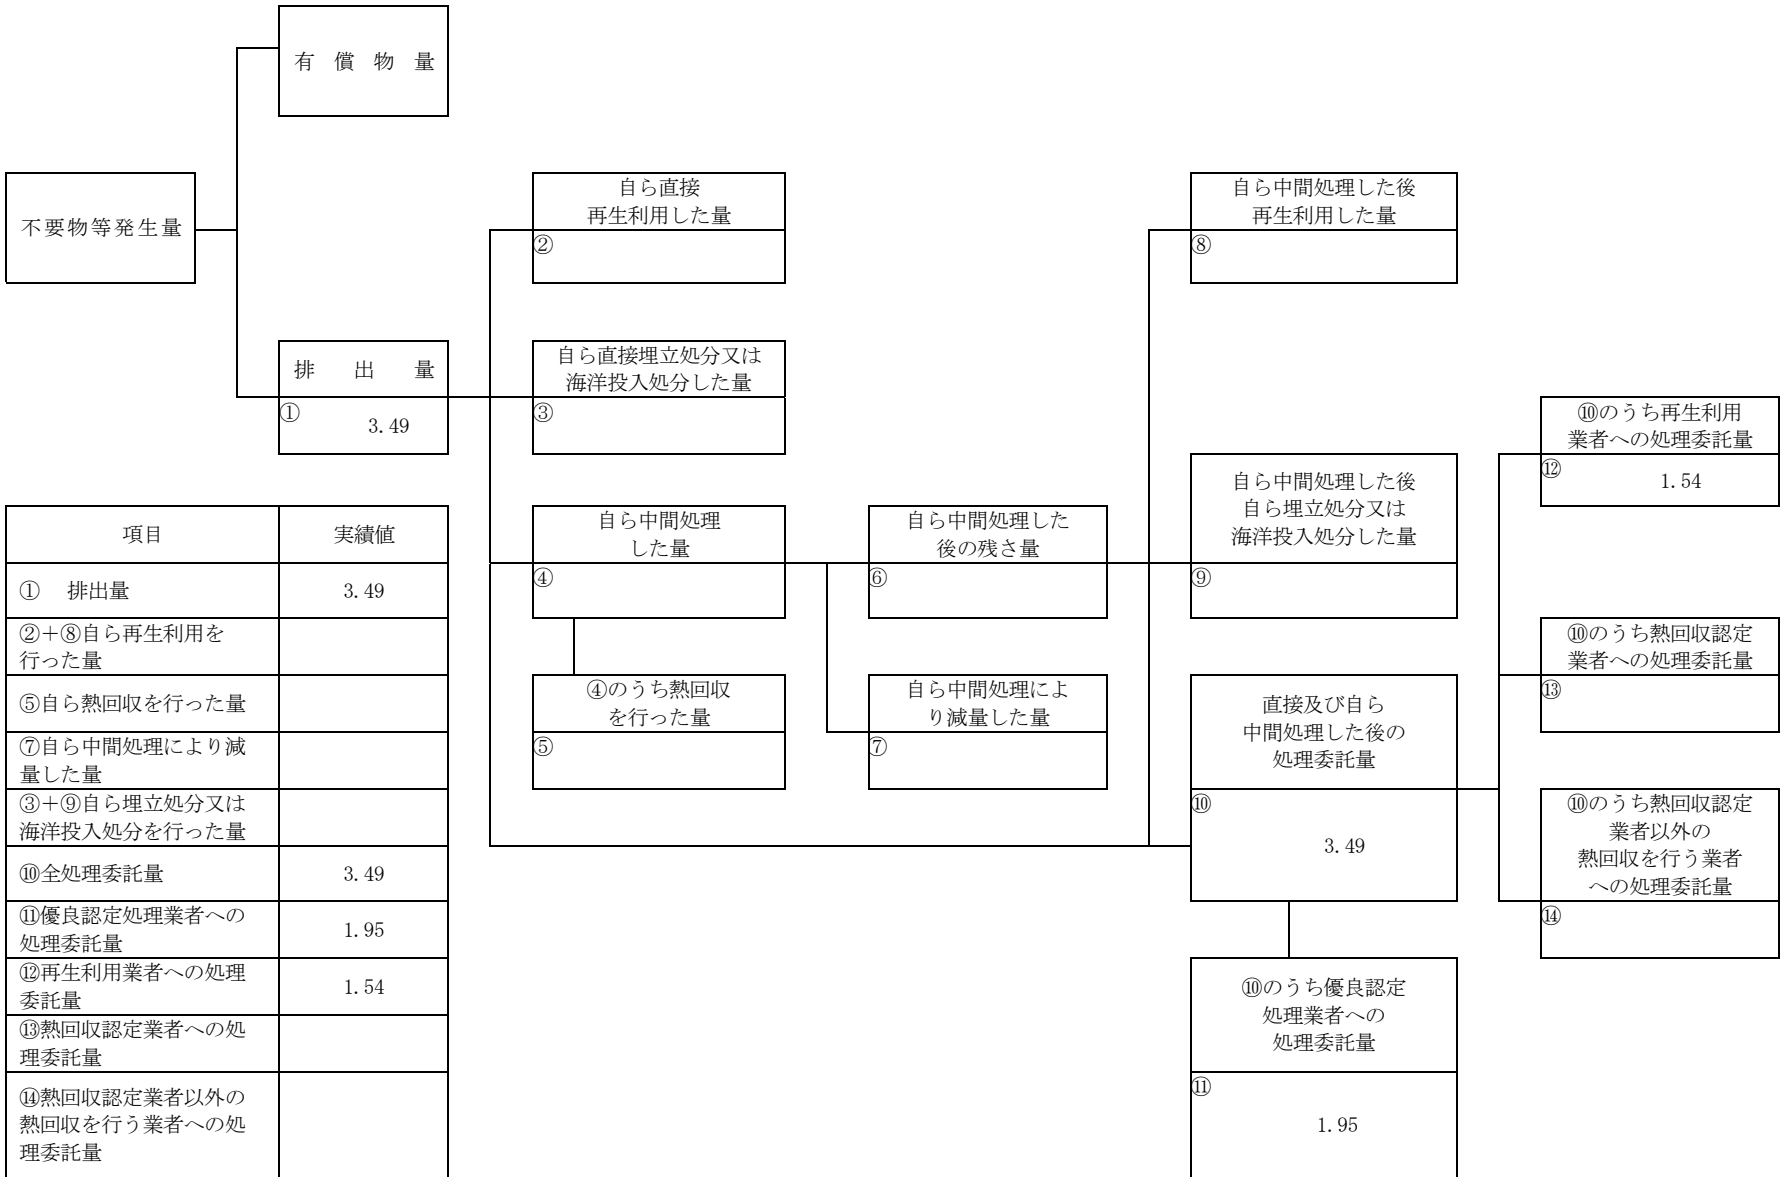 有償物量
不要物等発生量
排出量
①
3.49
自ら直接
再生利用した量
②
自ら直接埋立処分又は
海洋投入処分した量
③
自ら中間処理
した量
④
④のうち熱回収
を行った量
⑤
自ら中間処理した
後の残さ量
⑥
自ら中間処理によ
り減量した量
⑦
自ら中間処理した後
再生利用した量
⑧
自ら中間処理した後
自ら埋立処分又は
海洋投入処分した量
⑨
直接及び自ら
中間処理した後の
処理委託量
⑩
3.49
⑩のうち優良認定
処理業者への
処理委託量
⑪
1.95
⑩のうち再生利用
業者への処理委託量
⑫
1.54
⑩のうち熱回収認定
業者への処理委託量
⑬
⑩のうち熱回収認定
業者以外の
熱回収を行う業者
への処理委託量
⑭
項目 実績値
① 排出量 3.49
②+⑧自ら再生利用を
行った量
⑤自ら熱回収を行った量
⑦自ら中間処理により減
量した量
③+⑨自ら埋立処分又は
海洋投入処分を行った量
⑩全処理委託量 3.49
⑪優良認定処理業者への
処理委託量
1.95
⑫再生利用業者への処理
委託量
1.54
⑬熱回収認定業者への処
理委託量
⑭熱回収認定業者以外の
熱回収を行う業者への処
理委託量